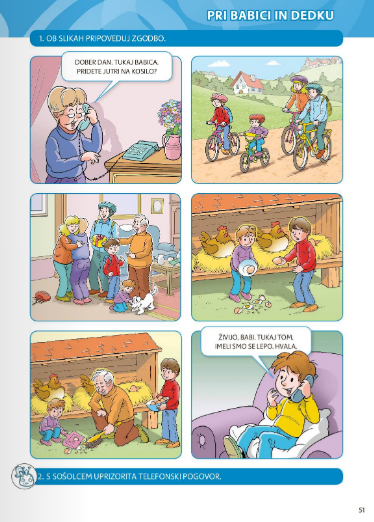 PRI BABICI IN DEDKU
1. OB SLIKAH PRIPOVEDUJ ZGODBO.
DOBER DAN. TUKAJ BABICA.
PRIDETE JUTRI NA KOSILO?
ŽIVIJO, BABI. TUKAJ TOM.
IMELI SMO SE LEPO. HVALA.
2. S SOŠOLCEM UPRIZORITA TELEFONSKI POGOVOR.
51